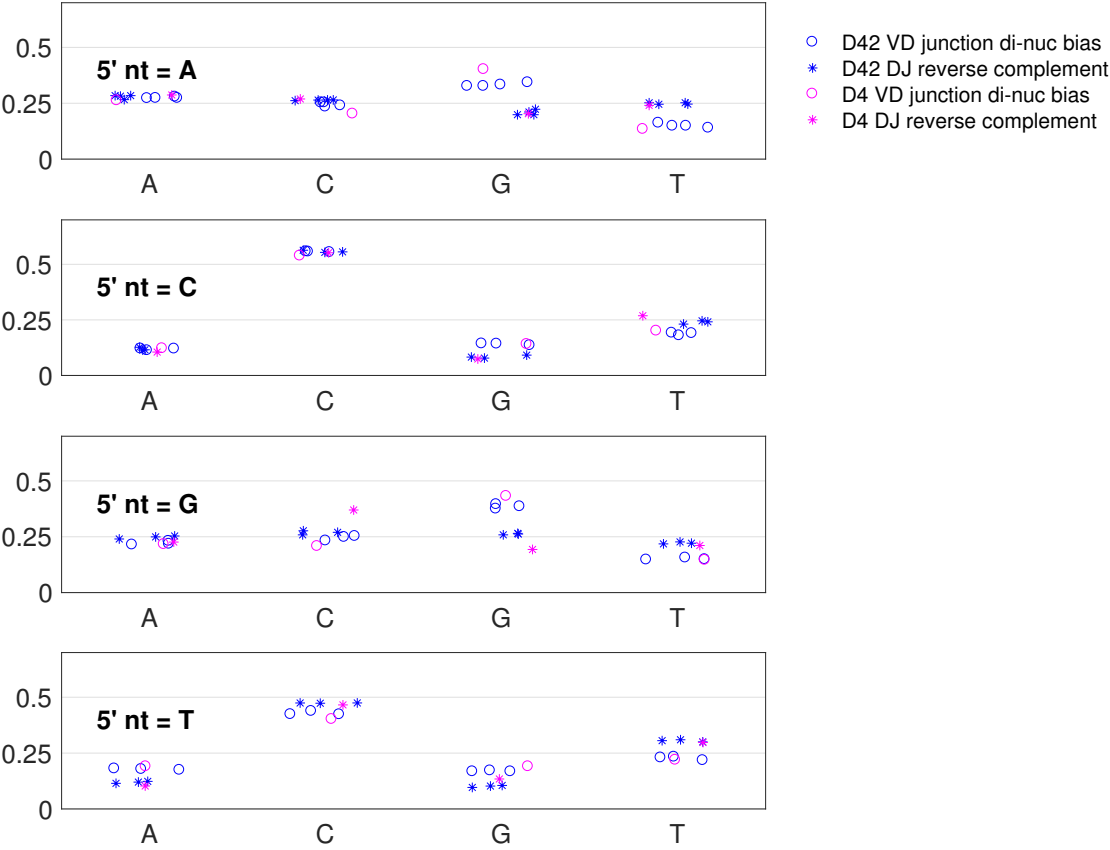 0.5
0.25
0
5' nt = A
A C G T
D42 VD junction di-nuc bias
D42 DJ reverse complement
D4 VD junction di-nuc bias
D4 DJ reverse complement
0.5
0.25
0
5' nt = C
A C G T
0.5
0.25
0
5' nt = G
A C G T
0.5
0.25
0
5' nt = T
A C G T